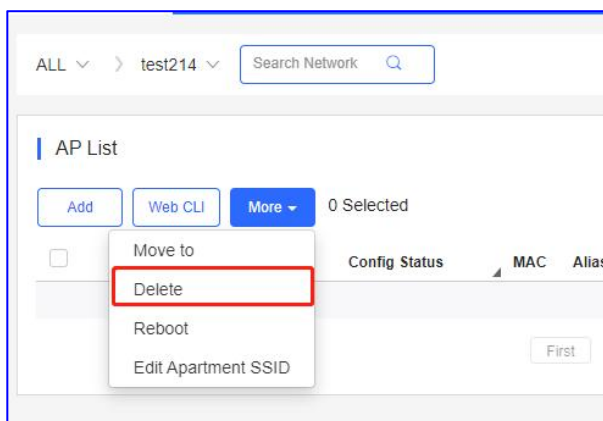 ALL > test214 Search Network
AP List
Add Web CLI More 0 Selected
Move to
Config Status MAC Alias
Delete
Reboot
First
Edit Apartment SSID